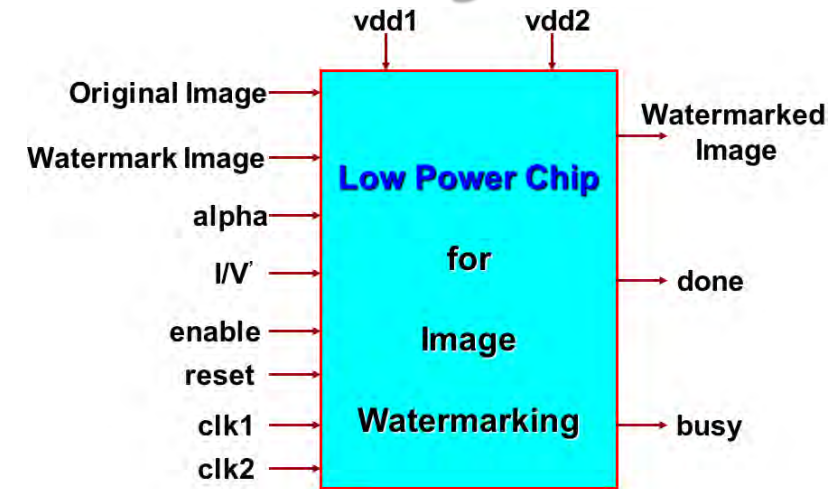 vdd1
vdd2
Original Image
Watermark Image
alpha
I/V'
enable
reset
clk1
clk2
Low Power Chip
for
Image
Watermarking
Watermarked
Image
done
busy